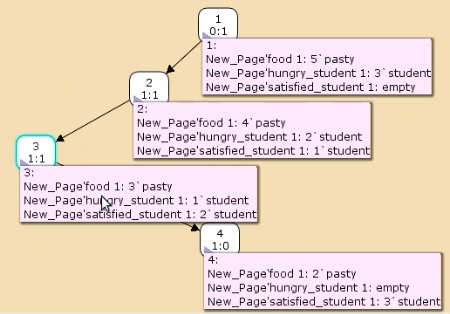 1
0:1
1:
New_Page'food 1: 5`pasty
New_Page'hungry_student 1: 3`student
New_Page'satisfied_student 1: empty
2
1:1
2:
New_Page'food 1: 4`pasty
New_Page'hungry_student 1: 2`student
New_Page'satisfied_student 1: 1`student
3
1:1
3:
New_Page'food 1: 3`pasty
New_Page'hungry_student 1: 1`student
New_Page'satisfied_student 1: 2`student
4
1:0
4:
New_Page'food 1: 2`pasty
New_Page'hungry_student 1: empty
New_Page'satisfied_student 1: 3`student